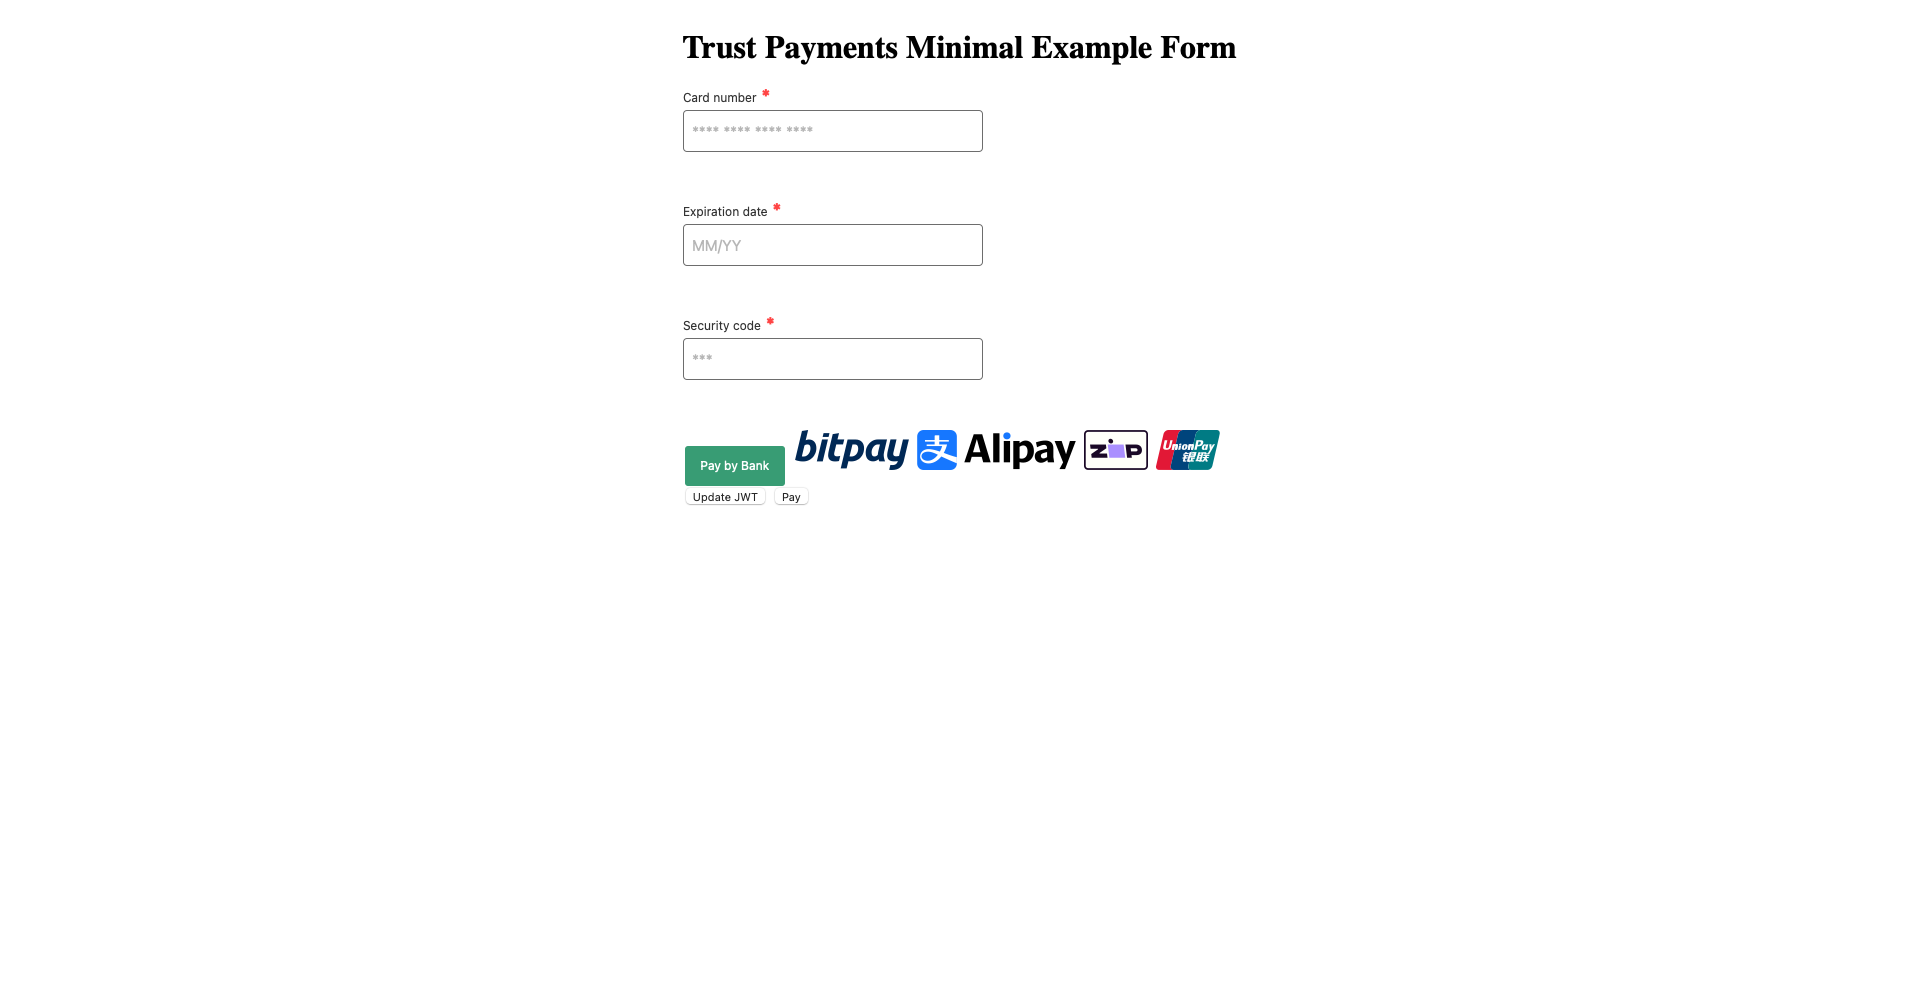 Trust Payments Minimal Example Form
Card number *
**** **** **** ****
Expiration date *
MM/YY
Security code *
***
Pay by Bank bitpay 支 Alipay ZIP UnionPay 银联
Update JWT Pay